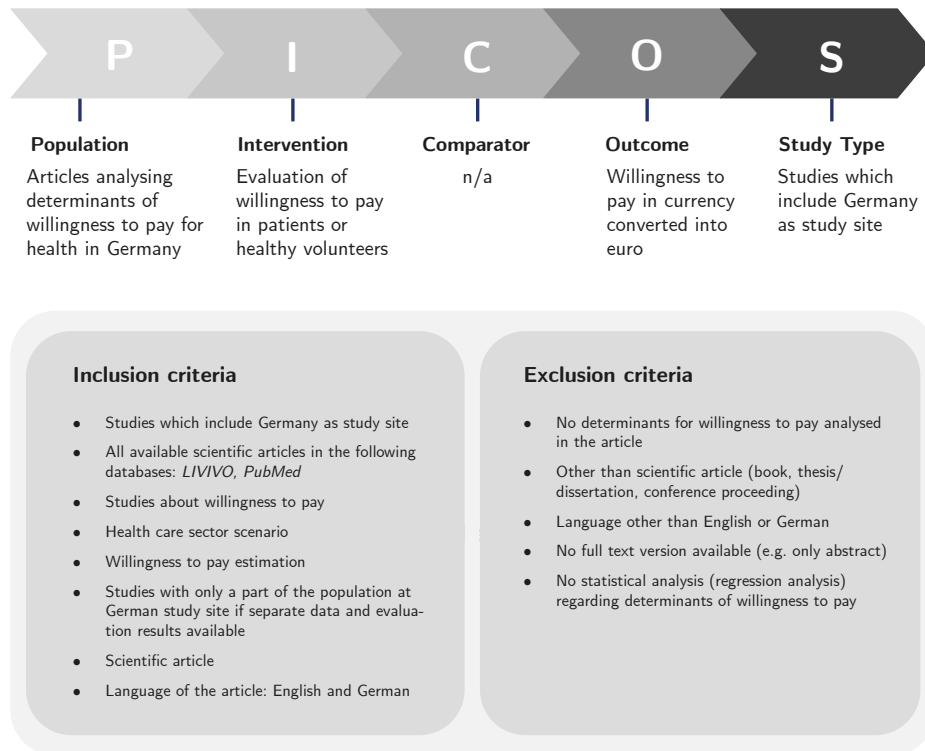 P I C O S
Population
Articles analysing
determinants of
willingness to pay for
health in Germany
Intervention
Evaluation of
willingness to pay
in patients or
healthy volunteers
Comparator
n/a
Outcome
Willingness to
pay in currency
converted into
euro
Study Type
Studies which
include Germany
as study site
Inclusion criteria
• Studies which include Germany as study site
• All available scientific articles in the following
databases: LIVIVO, PubMed
• Studies about willingness to pay
• Health care sector scenario
• Willingness to pay estimation
• Studies with only a part of the population at
German study site if separate data and evalua-
tion results available
• Scientific article
• Language of the article: English and German
Exclusion criteria
• No determinants for willingness to pay analysed
in the article
• Other than scientific article (book, thesis/
dissertation, conference proceeding)
• Language other than English or German
• No full text version available (e.g. only abstract)
• No statistical analysis (regression analysis)
regarding determinants of willingness to pay